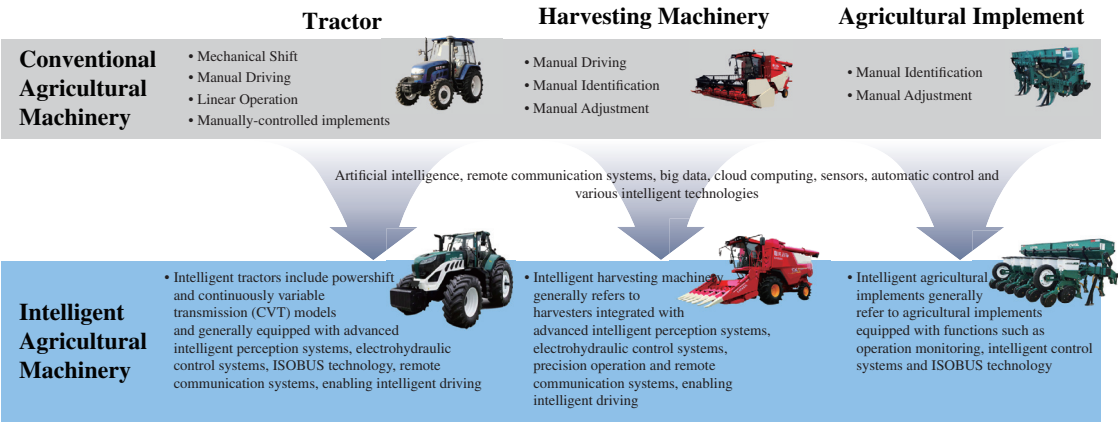 Tractor
Harvesting Machinery
Agricultural Implement
Conventional
Agricultural
Machinery
• Mechanical Shift
• Manual Driving
• Linear Operation
• Manually-controlled implements
• Manual Driving
• Manual Identification
• Manual Adjustment
• Manual Identification
• Manual Adjustment
Artificial intelligence, remote communication systems, big data, cloud computing, sensors, automatic control and
various intelligent technologies
Intelligent
Agricultural
Machinery
• Intelligent tractors include powershift
and continuously variable
transmission (CVT) models
and generally equipped with advanced
intelligent perception systems, electrohydraulic
control systems, ISOBUS technology, remote
communication systems, enabling intelligent driving
• Intelligent harvesting machinery
generally refers to
harvesters integrated with
advanced intelligent perception systems,
electrohydraulic control systems,
precision operation and remote
communication systems, enabling
intelligent driving
• Intelligent agricultural
implements generally
refer to agricultural implements
equipped with functions such as
operation monitoring, intelligent control
systems and ISOBUS technology